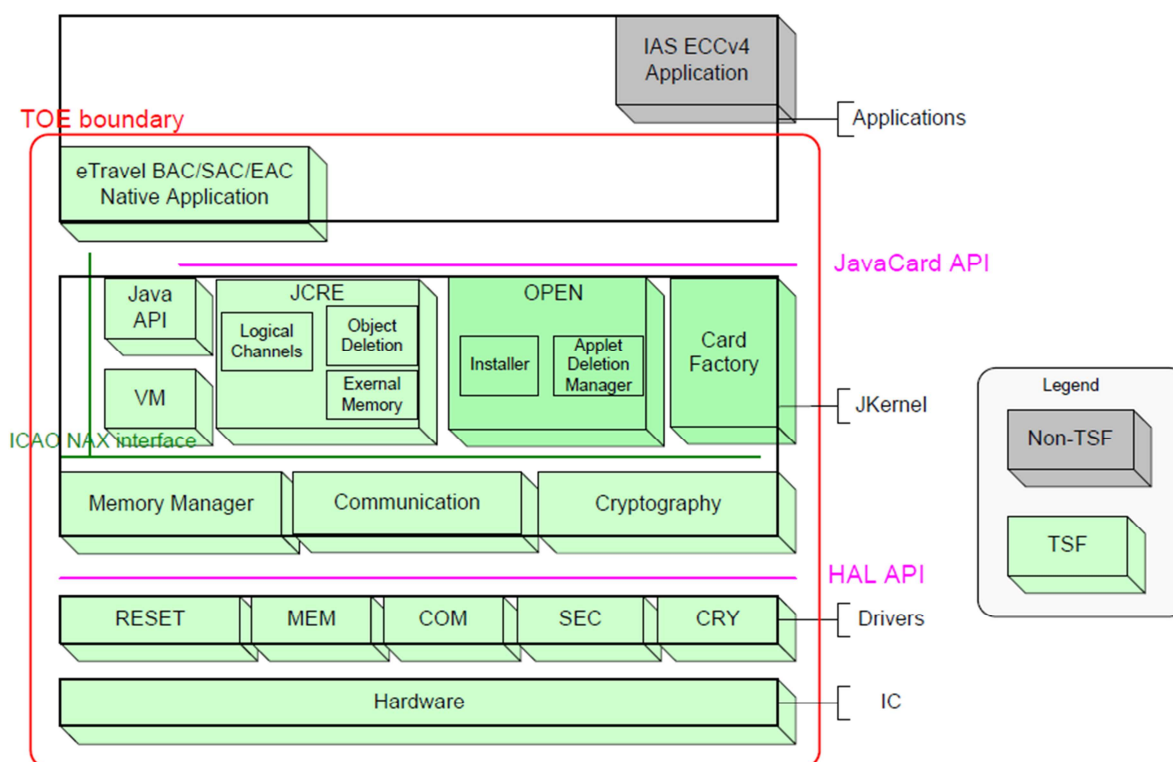 IAS ECCv4
Application
TOE boundary
Applications
eTravel BAC/SAC/EAC
Native Application
JavaCard API
Java
API
JCRE
Logical
Channels
Object
Deletion
Exernal
Memory
OPEN
Installer
Applet
Deletion
Manager
Card
Factory
VM
JKernel
ICAO NAX interface
Memory Manager
Communication
Cryptography
HAL API
RESET
MEM
COM
SEC
CRY
Drivers
Hardware
IC
Legend
Non-TSF
TSF